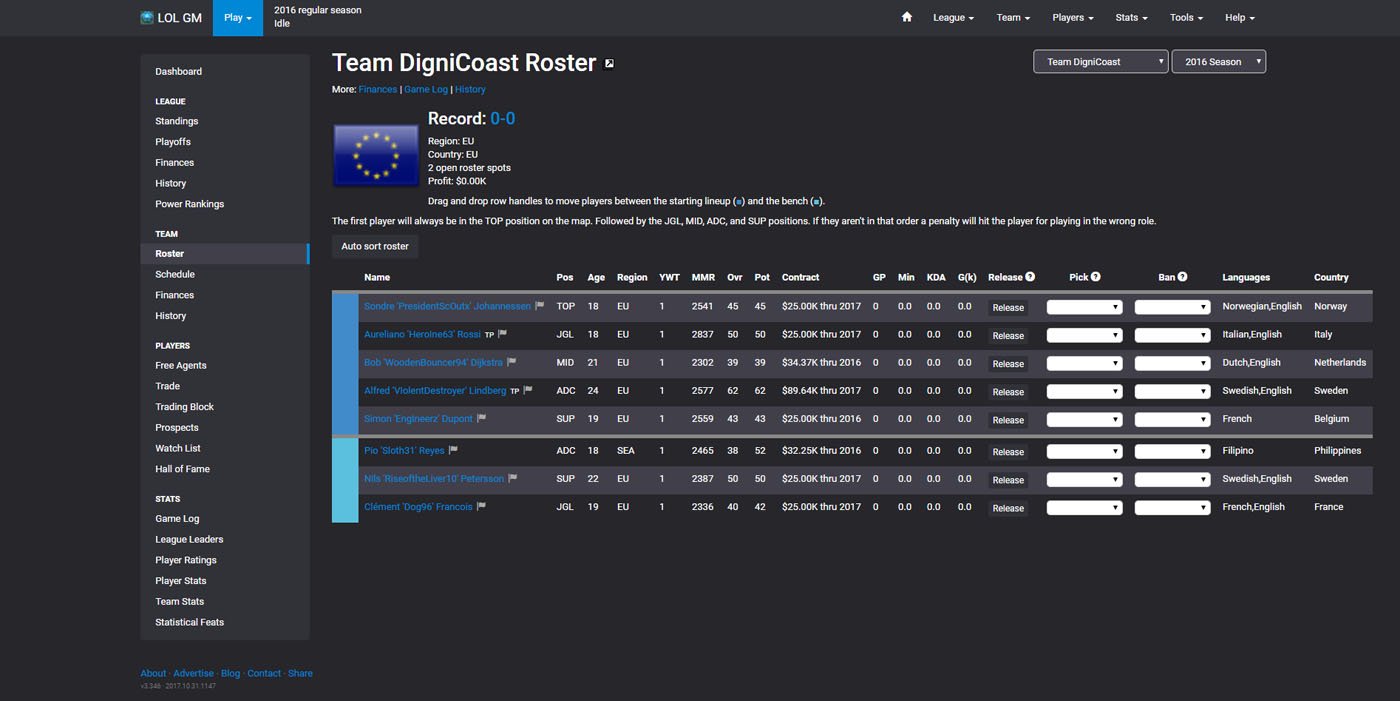 LOL GM
Play
2016 regular season
Idle
League
Team
Players
Stats
Tools
Help
Dashboard
LEAGUE
Standings
Playoffs
Finances
History
Power Rankings
TEAM
Roster
Schedule
Finances
History
PLAYERS
Free Agents
Trade
Trading Block
Prospects
Watch List
Hall of Fame
STATS
Game Log
League Leaders
Player Ratings
Player Stats
Team Stats
Statistical Feats
About · Advertise · Blog · Contact · Share
v3.346 · 2017.10.31.1147
Team DigniCoast Roster
Team DigniCoast
2016 Season
More: Finances | Game Log | History
Record: 0-0
Region: EU
Country: EU
2 open roster spots
Profit: $0.00K
Drag and drop row handles to move players between the starting lineup (■) and the bench (■).
The first player will always be in the TOP position on the map. Followed by the JGL, MID, ADC, and SUP positions. If they aren't in that order a penalty will hit the player for playing in the wrong role.
Auto sort roster
Name Pos Age Region YWT MMR Ovr Pot Contract GP Min KDA G(k) Release ? Pick ? Ban ? Languages Country
Sondre 'PresidentScOutx' Johannessen TOP 18 EU 1 2541 45 45 $25.00K thru 2017 0 0.0 0.0 0.0 Release Norwegian,English Norway
Aureliano 'HeroIne63' Rossi TP JGL 18 EU 1 2837 50 50 $25.00K thru 2017 0 0.0 0.0 0.0 Release Italian,English Italy
Bob 'WoodenBouncer94' Dijkstra MID 21 EU 1 2302 39 39 $34.37K thru 2016 0 0.0 0.0 0.0 Release Dutch,English Netherlands
Alfred 'ViolentDestroyer' Lindberg TP ADC 24 EU 1 2577 62 62 $89.64K thru 2017 0 0.0 0.0 0.0 Release Swedish,English Sweden
Simon 'Engineerz' Dupont SUP 19 EU 1 2559 43 43 $25.00K thru 2016 0 0.0 0.0 0.0 Release French Belgium
Pio 'Sloth31' Reyes ADC 18 SEA 1 2465 38 52 $32.25K thru 2016 0 0.0 0.0 0.0 Release Filipino Philippines
Nils 'RiseoftheLiver10' Petersson SUP 22 EU 1 2387 50 50 $25.00K thru 2017 0 0.0 0.0 0.0 Release Swedish,English Sweden
Clément 'Dog96' Francois JGL 19 EU 1 2336 40 42 $25.00K thru 2017 0 0.0 0.0 0.0 Release French,English France